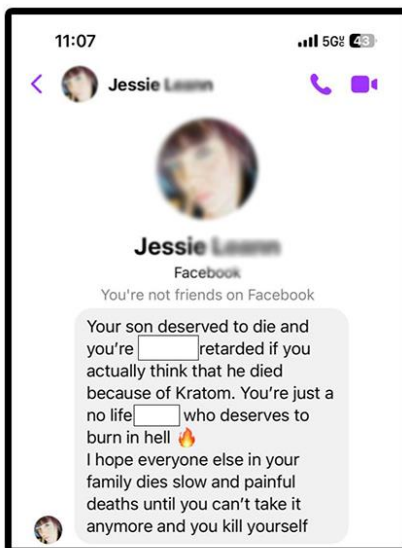 11:07
5G 43
Jessie
Jessie
Facebook
You're not friends on Facebook
Your son deserved to die and
you're retarded if you
actually think that he died
because of Kratom. You're just a
no life who deserves to
burn in hell 🔥
I hope everyone else in your
family dies slow and painful
deaths until you can't take it
anymore and you kill yourself